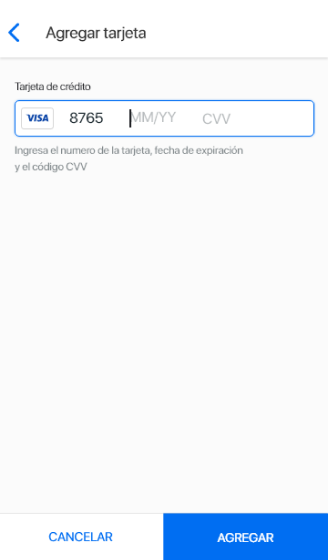 Agregar tarjeta
Tarjeta de crédito
VISA 8765 MM/YY CVV
Ingresa el numero de la tarjeta, fecha de expiración
y el código CVV
CANCELAR AGREGAR